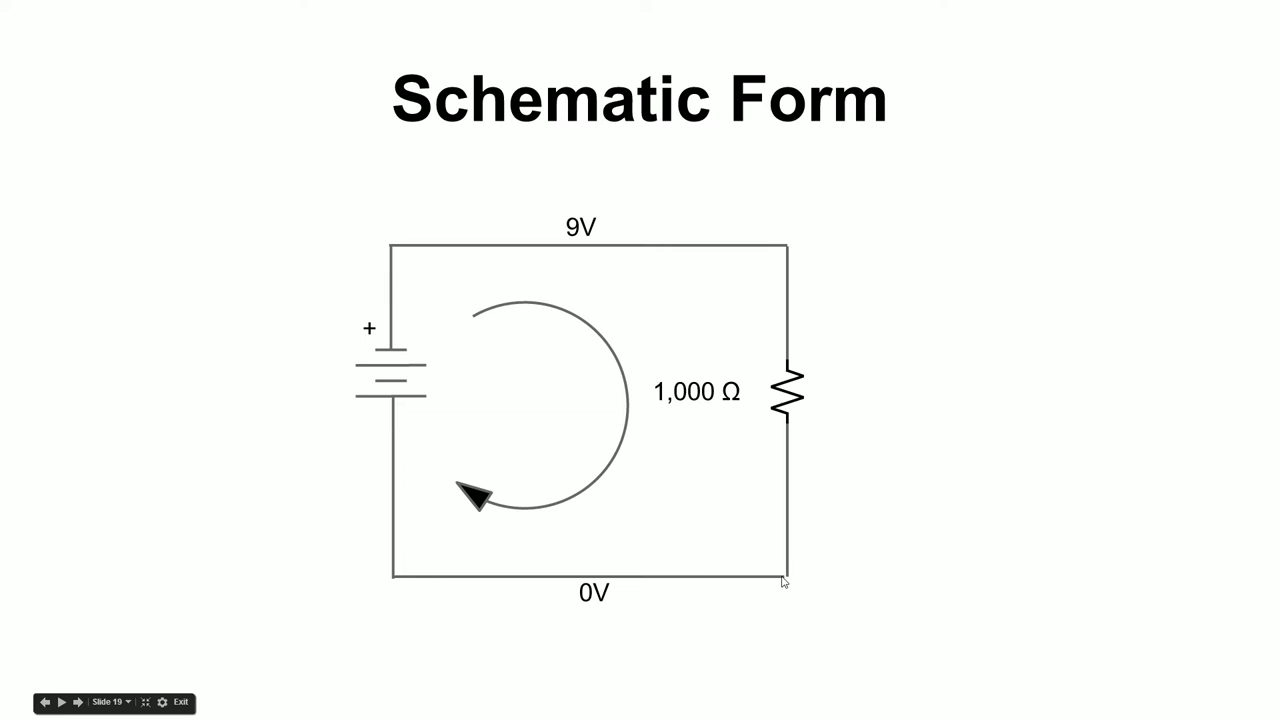 Schematic Form
9V
+
1,000 Ω
0V
Slide 19
Exit